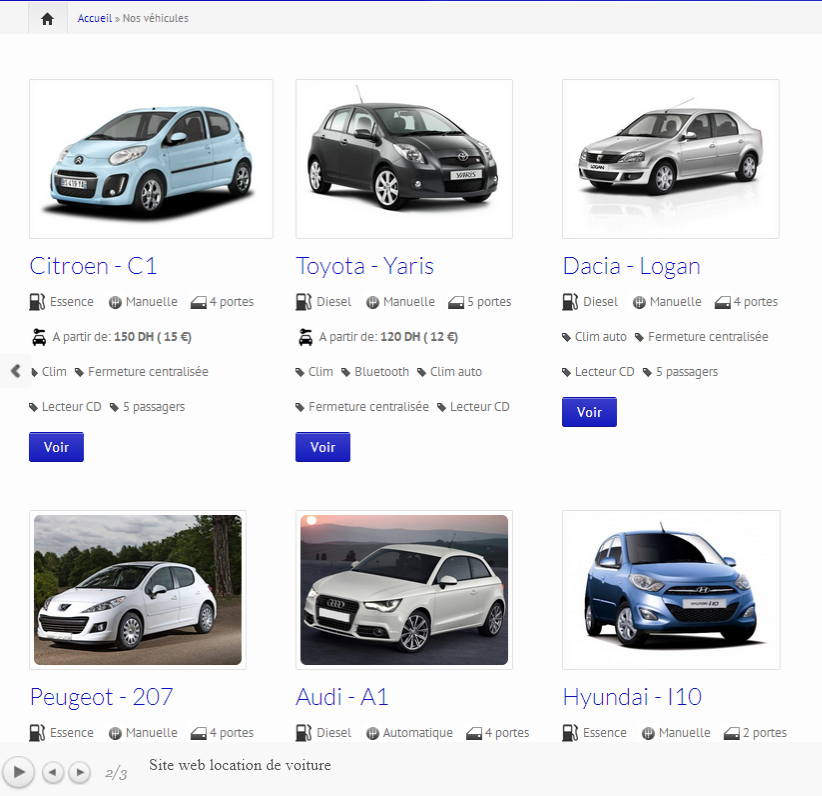 Accueil » Nos véhicules
Citroen - C1
Essence Manuelle 4 portes
A partir de: 150 DH ( 15 €)
Clim Fermeture centralisée
Lecteur CD 5 passagers
Voir
YARIS
Toyota - Yaris
Diesel Manuelle 5 portes
A partir de: 120 DH ( 12 €)
Clim Bluetooth Clim auto
Fermeture centralisée Lecteur CD
Voir
LOGAN
Dacia - Logan
Diesel Manuelle 4 portes
Clim auto Fermeture centralisée
Lecteur CD 5 passagers
Voir
Peugeot - 207
Essence Manuelle 4 portes
Audi - A1
Diesel Automatique 4 portes
HYUNDAI i10
Hyundai - I10
Essence Manuelle 2 portes
2/3
Site web location de voiture